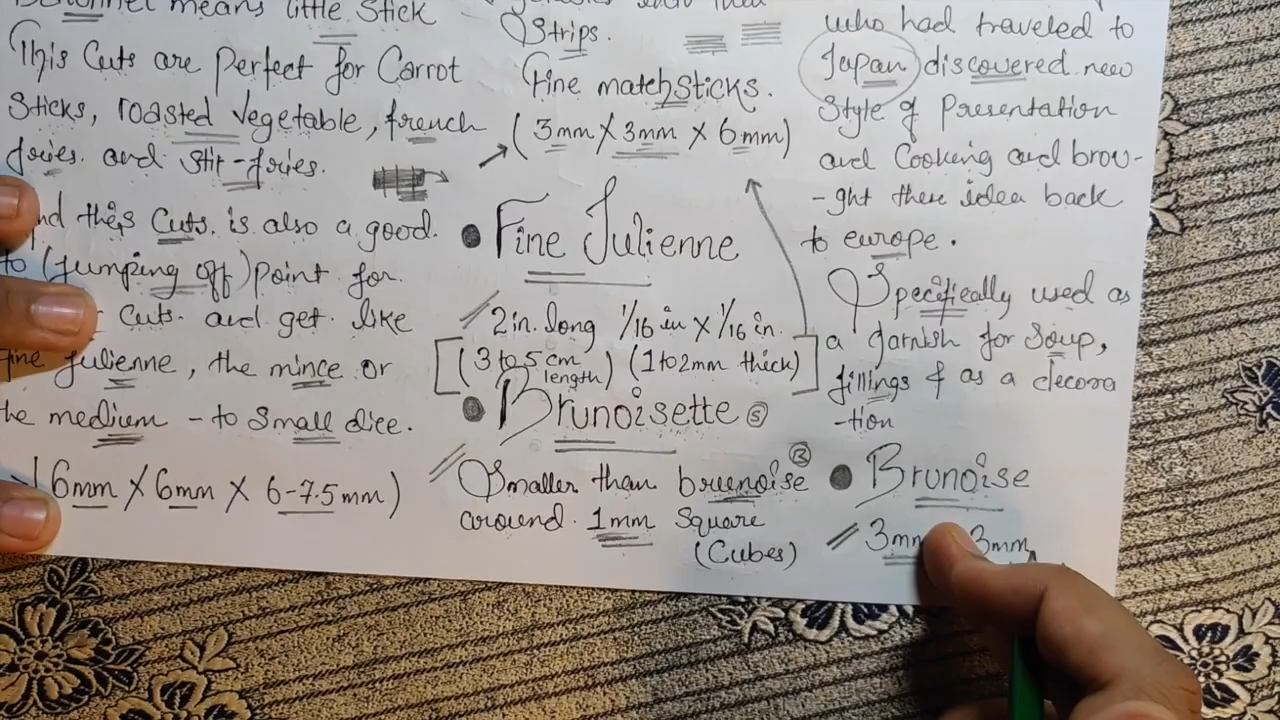 means little Stick
This Cuts are Perfect for Carrot
Sticks, roasted vegetable, french
fries. and stir-fries.
this Cuts. is also a good.
to (Jumping off) point for.
Cuts. and get like
fine julienne, the mince or
the medium - to Small dice.
(6mm X 6mm X 6-7.5mm)
Strips.
Fine matchsticks.
(3mm X 3mm X 6mm)
Fine Julienne
2in. long 1/16 in X 1/16 in.
(3 to 5 cm length) (1 to 2mm thick)
Brunoisette S
Smaller than brunoise B
around. 1mm Square
(Cubes)
who had traveled to
Japan discovered new
Style of Presentation
and Cooking and brou-
-ght there idea back
to europe.
Specifically used as
a garnish for Soup,
fillings & as a decora
-tion
Brunoise
3mm 3mm